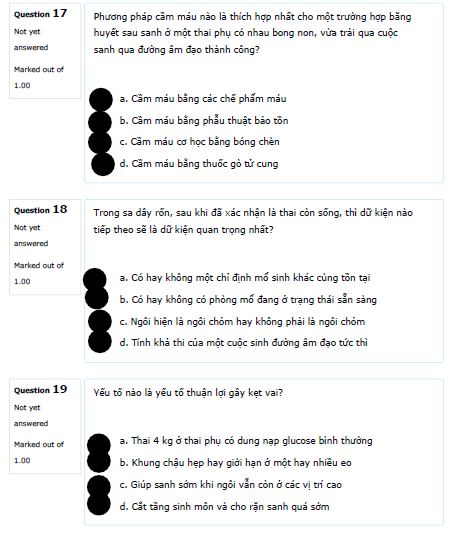 Question 17
Not yet
answered
Marked out of
1.00
Phương pháp cầm máu nào là thích hợp nhất cho một trường hợp băng
huyết sau sanh ở một thai phụ có nhau bong non, vừa trải qua cuộc
sanh qua đường âm đạo thành công?
a. Cầm máu bằng các chế phẩm máu
b. Cầm máu bằng phẫu thuật bảo tồn
c. Cầm máu cơ học bằng bóng chèn
d. Cầm máu bằng thuốc gò tử cung
Question 18
Not yet
answered
Marked out of
1.00
Trong sa dây rốn, sau khi đã xác nhận là thai còn sống, thì dữ kiện nào
tiếp theo sẽ là dữ kiện quan trọng nhất?
a. Có hay không một chỉ định mổ sinh khác cùng tồn tại
b. Có hay không có phòng mổ đang ở trạng thái sẵn sàng
c. Ngôi hiện là ngôi chỏm hay không phải là ngôi chỏm
d. Tính khả thi của một cuộc sinh đường âm đạo tức thì
Question 19
Not yet
answered
Marked out of
1.00
Yếu tố nào là yếu tố thuận lợi gây kẹt vai?
a. Thai 4 kg ở thai phụ có dung nạp glucose bình thường
b. Khung chậu hẹp hay giới hạn ở một hay nhiều eo
c. Giúp sanh sớm khi ngôi vẫn còn ở các vị trí cao
d. Cắt tầng sinh môn và cho rặn sanh quá sớm